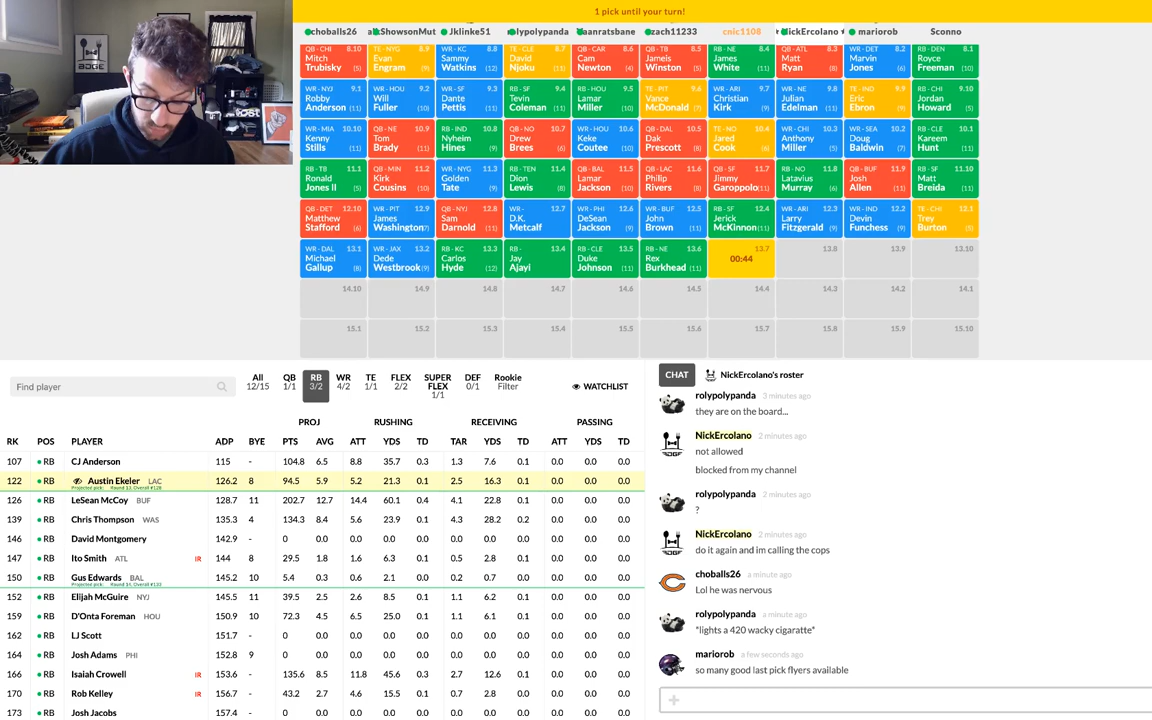 1 pick until your turn!
choballs26
Jklinke51
rolypolypanda
zach11233
cnic1108
NickErcolano
mariorob
Sconno
QB - CHI 8.10
Mitch
Trubisky (5)
TE - NYG 8.9
Evan
Engram (9)
WR - KC 8.8
Sammy
Watkins (12)
TE - CLE 8.7
David
Njoku (11)
QB - CAR 8.6
Cam
Newton (4)
QB - TB 8.5
Jameis
Winston (5)
RB - NE 8.4
James
White (11)
QB - ATL 8.3
Matt
Ryan (8)
WR - DET 8.2
Marvin
Jones (6)
RB - DEN 8.1
Royce
Freeman (10)
WR - NYJ 9.1
Robby
Anderson (11)
WR - HOU 9.2
Will
Fuller (10)
WR - SF 9.3
Dante
Pettis (11)
RB - SF 9.4
Tevin
Coleman (11)
RB - HOU 9.5
Lamar
Miller (10)
TE - PIT 9.6
Vance
McDonald (7)
WR - ARI 9.7
Christian
Kirk (9)
WR - NE 9.8
Julian
Edelman (11)
TE - IND 9.9
Eric
Ebron (9)
RB - CHI 9.10
Jordan
Howard (5)
WR - MIA 10.10
Kenny
Stills (11)
QB - NE 10.9
Tom
Brady (11)
RB - IND 10.8
Nyheim
Hines (9)
QB - NO 10.7
Drew
Brees (6)
WR - HOU 10.6
Keke
Coutee (10)
QB - DAL 10.5
Dak
Prescott (8)
TE - NO 10.4
Jared
Cook (6)
WR - CHI 10.3
Anthony
Miller (5)
WR - SEA 10.2
Doug
Baldwin (7)
RB - CLE 10.1
Kareem
Hunt (11)
RB - TB 11.1
Ronald
Jones II (5)
QB - MIN 11.2
Kirk
Cousins (10)
WR - NYG 11.3
Golden
Tate (9)
RB - TEN 11.4
Dion
Lewis (8)
QB - BAL 11.5
Lamar
Jackson (10)
QB - LAC 11.6
Philip
Rivers (8)
QB - SF 11.7
Jimmy
Garoppolo(11)
RB - NO 11.8
Latavius
Murray (6)
QB - BUF 11.9
Josh
Allen (11)
RB - SF 11.10
Matt
Breida (11)
QB - DET 12.10
Matthew
Stafford (6)
WR - PIT 12.9
James
Washington(7)
QB - NYJ 12.8
Sam
Darnold (11)
WR - 12.7
D.K.
Metcalf
WR - PHI 12.6
DeSean
Jackson (9)
WR - BUF 12.5
John
Brown (11)
RB - SF 12.4
Jerick
McKinnon(11)
WR - ARI 12.3
Larry
Fitzgerald (9)
WR - IND 12.2
Devin
Funchess (9)
TE - CHI 12.1
Trey
Burton (5)
WR - DAL 13.1
Michael
Gallup (8)
WR - JAX 13.2
Dede
Westbrook(9)
RB - KC 13.3
Carlos
Hyde (12)
RB - 13.4
Jay
Ajayi
RB - CLE 13.5
Duke
Johnson (11)
RB - NE 13.6
Rex
Burkhead (11)
13.7
00:44
13.8 13.9 13.10
14.10 14.9 14.8 14.7 14.6 14.5 14.4 14.3 14.2 14.1
15.1 15.2 15.3 15.4 15.5 15.6 15.7 15.8 15.9 15.10
Find player
All
12/15
QB
1/1
RB
3/2
WR
4/2
TE
1/1
FLEX
2/2
SUPER
FLEX
1/1
DEF
0/1
Rookie
Filter
WATCHLIST
PROJ RUSHING RECEIVING PASSING
RK POS PLAYER ADP BYE PTS AVG ATT YDS TD TAR YDS TD ATT YDS TD
107 RB CJ Anderson 115 - 104.8 6.5 8.8 35.7 0.3 1.3 7.6 0.1 0.0 0.0 0.0
122 RB Austin Ekeler LAC 126.2 8 94.5 5.9 5.2 21.3 0.1 2.5 16.3 0.1 0.0 0.0 0.0
Projected pick: Round 13, Overall #128
126 RB LeSean McCoy BUF 128.7 11 202.7 12.7 14.4 60.1 0.4 4.1 22.8 0.1 0.0 0.0 0.0
139 RB Chris Thompson WAS 135.3 4 134.3 8.4 5.6 23.9 0.1 4.3 28.2 0.2 0.0 0.0 0.0
146 RB David Montgomery 142.9 - 0 0.0 0.0 0.0 0.0 0.0 0.0 0.0 0.0 0.0 0.0
147 RB Ito Smith ATL IR 144 8 29.5 1.8 1.6 6.3 0.1 0.5 2.8 0.1 0.0 0.0 0.0
150 RB Gus Edwards BAL 145.2 10 5.4 0.3 0.6 2.1 0.0 0.2 0.7 0.0 0.0 0.0 0.0
Projected pick: Round 14, Overall #133
152 RB Elijah McGuire NYJ 145.5 11 39.5 2.5 2.6 8.5 0.1 1.1 6.2 0.1 0.0 0.0 0.0
159 RB D'Onta Foreman HOU 150.9 10 72.3 4.5 6.5 25.0 0.1 1.1 6.1 0.1 0.0 0.0 0.0
162 RB LJ Scott 151.7 - 0 0.0 0.0 0.0 0.0 0.0 0.0 0.0 0.0 0.0 0.0
164 RB Josh Adams PHI 152.8 9 0 0.0 0.0 0.0 0.0 0.0 0.0 0.0 0.0 0.0 0.0
166 RB Isaiah Crowell IR 153.6 - 135.6 8.5 11.8 45.6 0.3 2.4 12.6 0.1 0.0 0.0 0.0
170 RB Rob Kelley IR 156.7 - 43.2 2.7 4.6 15.5 0.1 0.7 2.8 0.0 0.0 0.0 0.0
173 RB Josh Jacobs 157.4 - 0 0.0 0.0 0.0 0.0 0.0 0.0 0.0 0.0 0.0 0.0
CHAT NickErcolano's roster
rolypolypanda 3 minutes ago
they are on the board...
NickErcolano 2 minutes ago
not allowed
blocked from my channel
rolypolypanda 2 minutes ago
?
NickErcolano 2 minutes ago
do it again and im calling the cops
choballs26 a minute ago
Lol he was nervous
rolypolypanda a minute ago
*lights a 420 wacky cigaratte*
mariorob a few seconds ago
so many good last pick flyers available